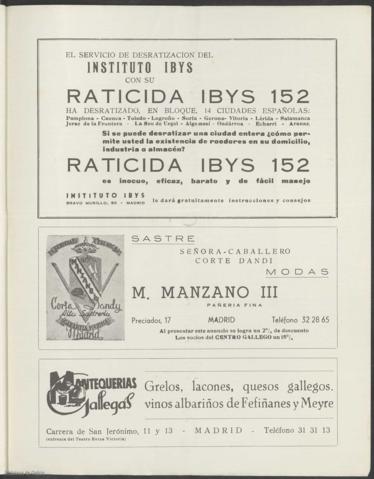 EL SERVICIO DE DESRATIZACION DEL
INSTITUTO IBYS
CON SU
RATICIDA IBYS 152
HA DESRATIZADO, EN BLOQUE, 14 CIUDADES ESPAÑOLAS:
Pamplona - Cuenca - Toledo - Logroño - Soria - Gerona - Vitoria - Lérida - Salamanca
Jerez de la Frontera - La Seo de Urgel - Algemesí - Ondárroa - Echarri - Aranaz
Si se puede desratizar una ciudad entera ¿cómo per-
mite usted la existencia de roedores en su domicilio,
industria o almacén?
RATICIDA IBYS 152
es inocuo, eficaz, barato y de fácil manejo
INSTITUTO IBYS
BRAVO MURILLO, 53 - MADRID
le dará gratuitamente instrucciones y consejos
SASTRE
SEÑORA-CABALLERO
CORTE DANDI
MODAS
Corte Dandy
Alta Sastrería
Madrid
M. MANZANO III
PAÑERIA FINA
Preciados, 17 MADRID Teléfono 32 28 65
Al presentar este anuncio se logra un 2% de descuento
Los socios del CENTRO GALLEGO un 10%
MANTEQUERIAS
Gallegas
Grelos, lacones, quesos gallegos,
vinos albariños de Fefiñanes y Meyre
Carrera de San Jerónimo, 11 y 13 - MADRID - Teléfono 31 31 13
(enfrente del Teatro Reina Victoria)